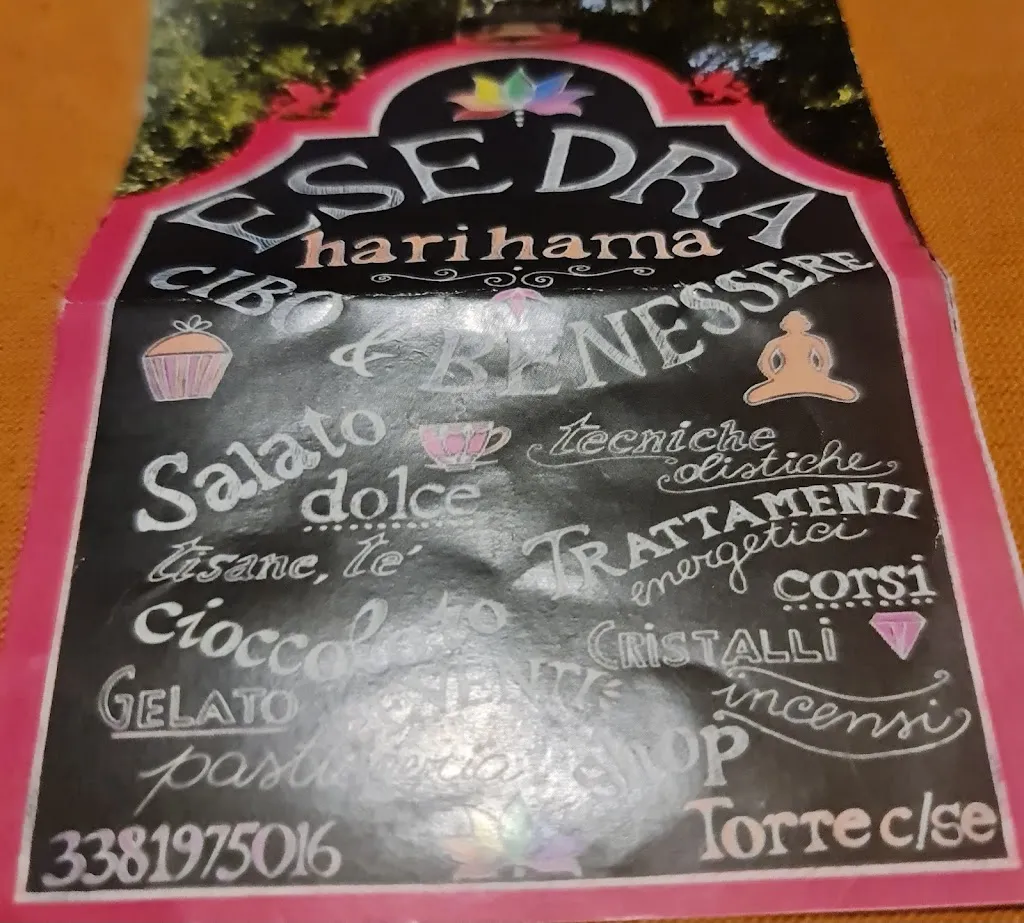 ESEDRA
harihama
CIBO & BENESSERE
Salato
dolce
tisane, te'
cioccolato
GELATO
pasticceria
tecniche
olistiche
TRATTAMENTI
energetici
corsi
CRISTALLI
incensi
shop
3381975016
Torre c/se